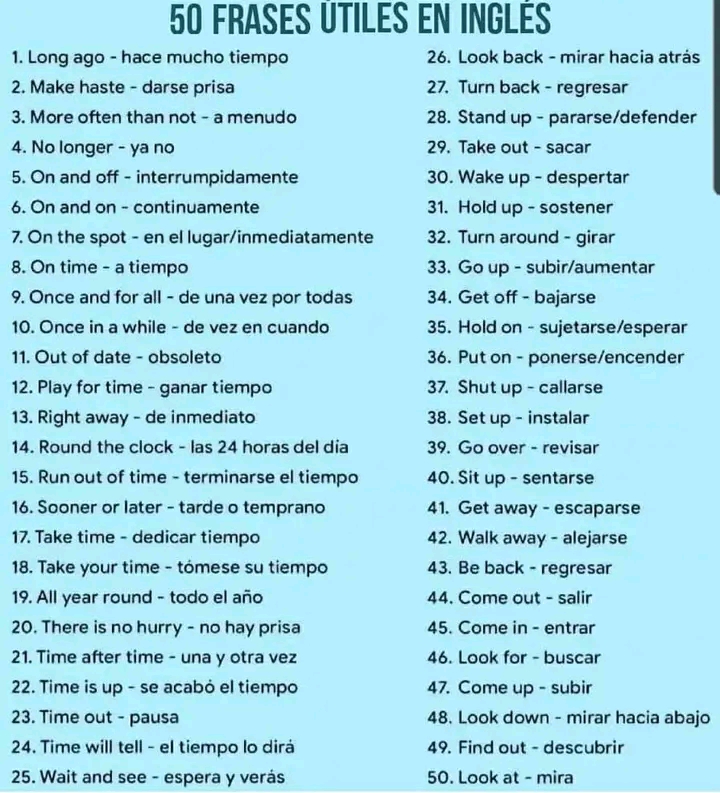 50 FRASES ÚTILES EN INGLÉS
1. Long ago - hace mucho tiempo
2. Make haste - darse prisa
3. More often than not - a menudo
4. No longer - ya no
5. On and off - interrumpidamente
6. On and on - continuamente
7. On the spot - en el lugar/inmediatamente
8. On time - a tiempo
9. Once and for all - de una vez por todas
10. Once in a while - de vez en cuando
11. Out of date - obsoleto
12. Play for time - ganar tiempo
13. Right away - de inmediato
14. Round the clock - las 24 horas del día
15. Run out of time - terminarse el tiempo
16. Sooner or later - tarde o temprano
17. Take time - dedicar tiempo
18. Take your time - tómese su tiempo
19. All year round - todo el año
20. There is no hurry - no hay prisa
21. Time after time - una y otra vez
22. Time is up - se acabó el tiempo
23. Time out - pausa
24. Time will tell - el tiempo lo dirá
25. Wait and see - espera y verás
26. Look back - mirar hacia atrás
27. Turn back - regresar
28. Stand up - pararse/defender
29. Take out - sacar
30. Wake up - despertar
31. Hold up - sostener
32. Turn around - girar
33. Go up - subir/aumentar
34. Get off - bajarse
35. Hold on - sujetarse/esperar
36. Put on - ponerse/encender
37. Shut up - callarse
38. Set up - instalar
39. Go over - revisar
40. Sit up - sentarse
41. Get away - escaparse
42. Walk away - alejarse
43. Be back - regresar
44. Come out - salir
45. Come in - entrar
46. Look for - buscar
47. Come up - subir
48. Look down - mirar hacia abajo
49. Find out - descubrir
50. Look at - mira